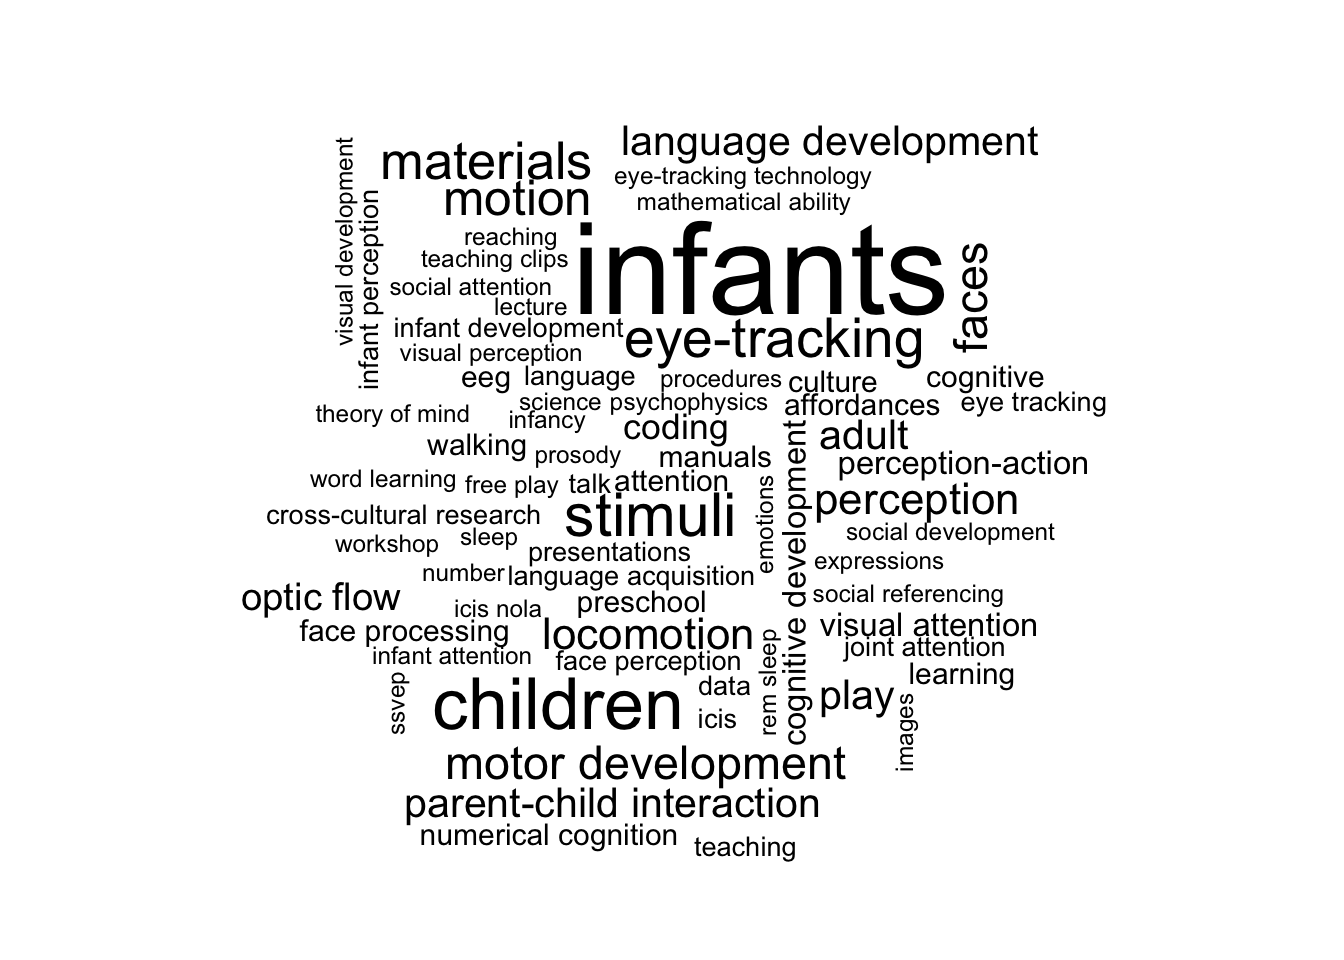 language development
materials
eye-tracking technology
motion
mathematical ability
visual development
infant perception
reaching
infants
faces
teaching clips
social attention
lecture
infant development
eye-tracking
visual perception
eeg
language
procedures
culture
cognitive
science
psychophysics
affordances
eye tracking
theory of mind
infancy
coding
adult
walking
prosody
manuals
perception-action
word learning
free play
talk
attention
emotions
cognitive development
perception
cross-cultural research
stimuli
social development
workshop
sleep
presentations
expressions
number
language acquisition
optic flow
icis nola
preschool
social referencing
face processing
locomotion
visual attention
infant attention
face perception
rem sleep
joint attention
ssvep
children
data
play
learning
icis
images
motor development
parent-child interaction
numerical cognition
teaching